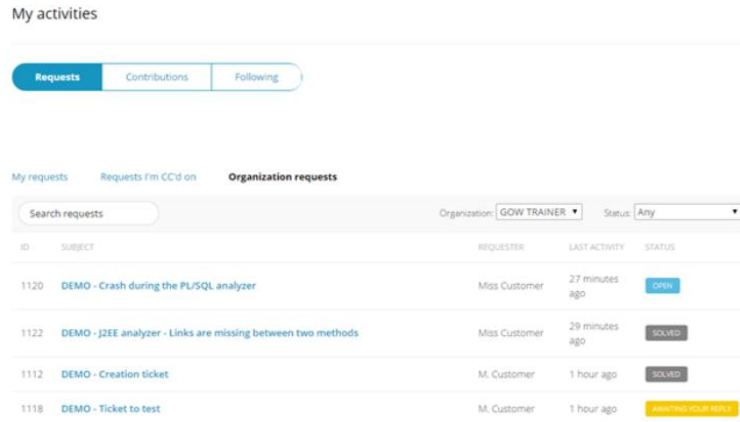 My activities
Requests Contributions Following
My requests Requests I'm CC'd on Organization requests
Search requests Organization: GOW TRAINER Status: Any
ID SUBJECT REQUESTER LAST ACTIVITY STATUS
1120 DEMO - Crash during the PL/SQL analyzer Miss Customer 27 minutes ago OPEN
1122 DEMO - J2EE analyzer - Links are missing between two methods Miss Customer 29 minutes ago SOLVED
1112 DEMO - Creation ticket M. Customer 1 hour ago SOLVED
1118 DEMO - Ticket to test M. Customer 1 hour ago AWAITING YOUR REPLY